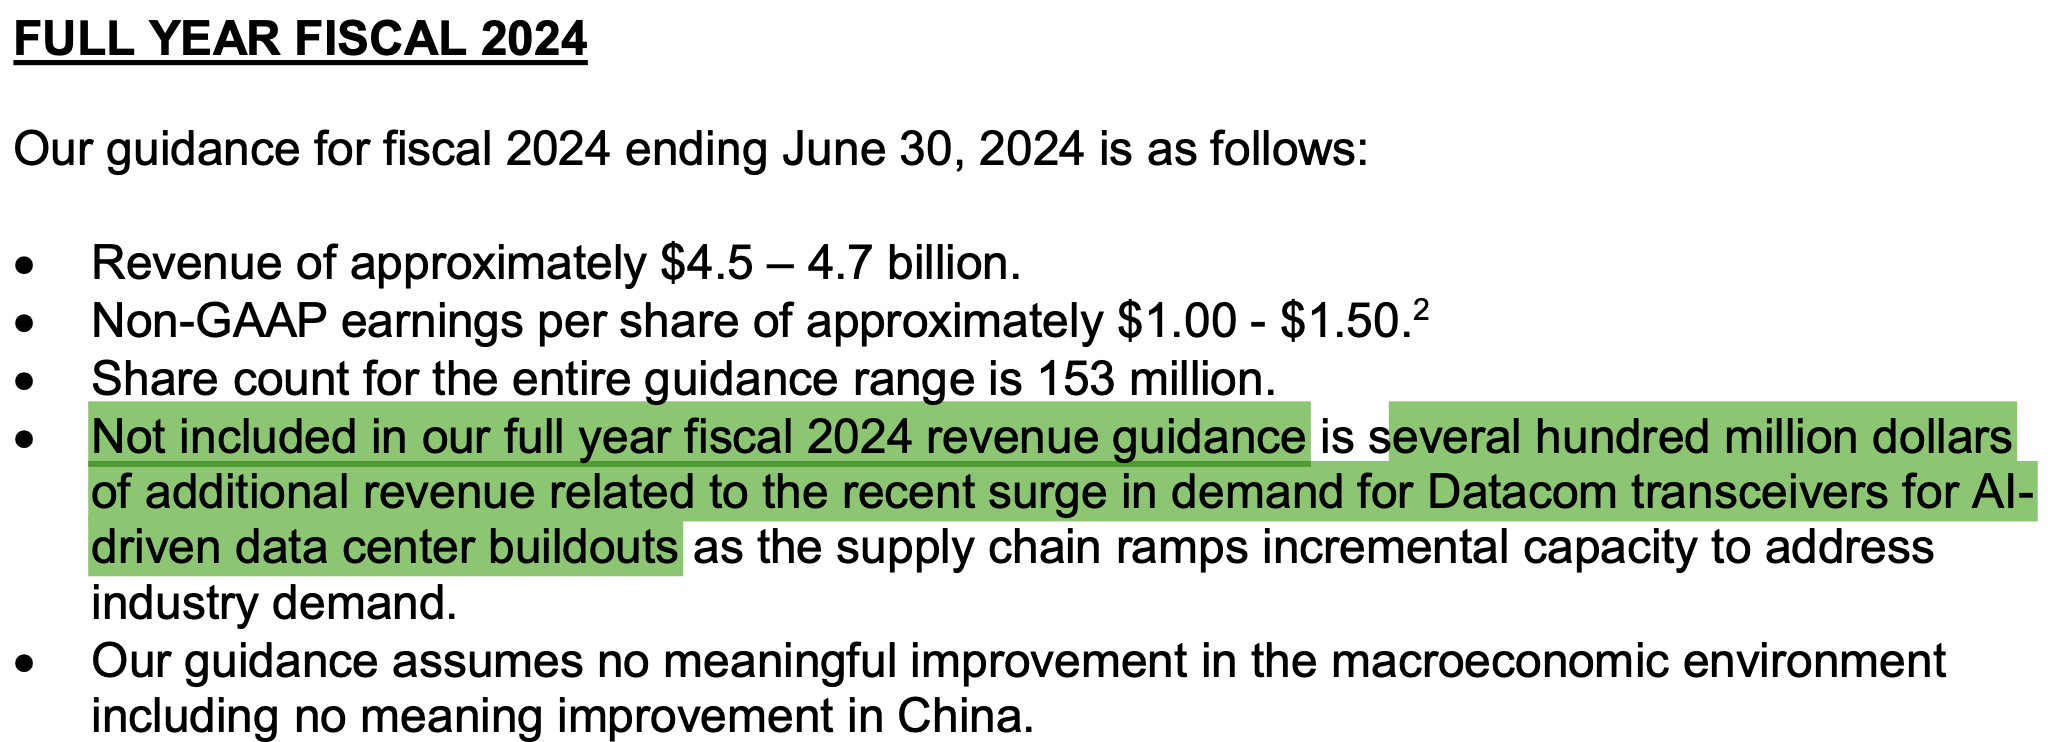 FULL YEAR FISCAL 2024
Our guidance for fiscal 2024 ending June 30, 2024 is as follows:
• Revenue of approximately $4.5 – 4.7 billion.
• Non-GAAP earnings per share of approximately $1.00 - $1.50.²
• Share count for the entire guidance range is 153 million.
• Not included in our full year fiscal 2024 revenue guidance is several hundred million dollars
of additional revenue related to the recent surge in demand for Datacom transceivers for AI-
driven data center buildouts as the supply chain ramps incremental capacity to address
industry demand.
• Our guidance assumes no meaningful improvement in the macroeconomic environment
including no meaning improvement in China.